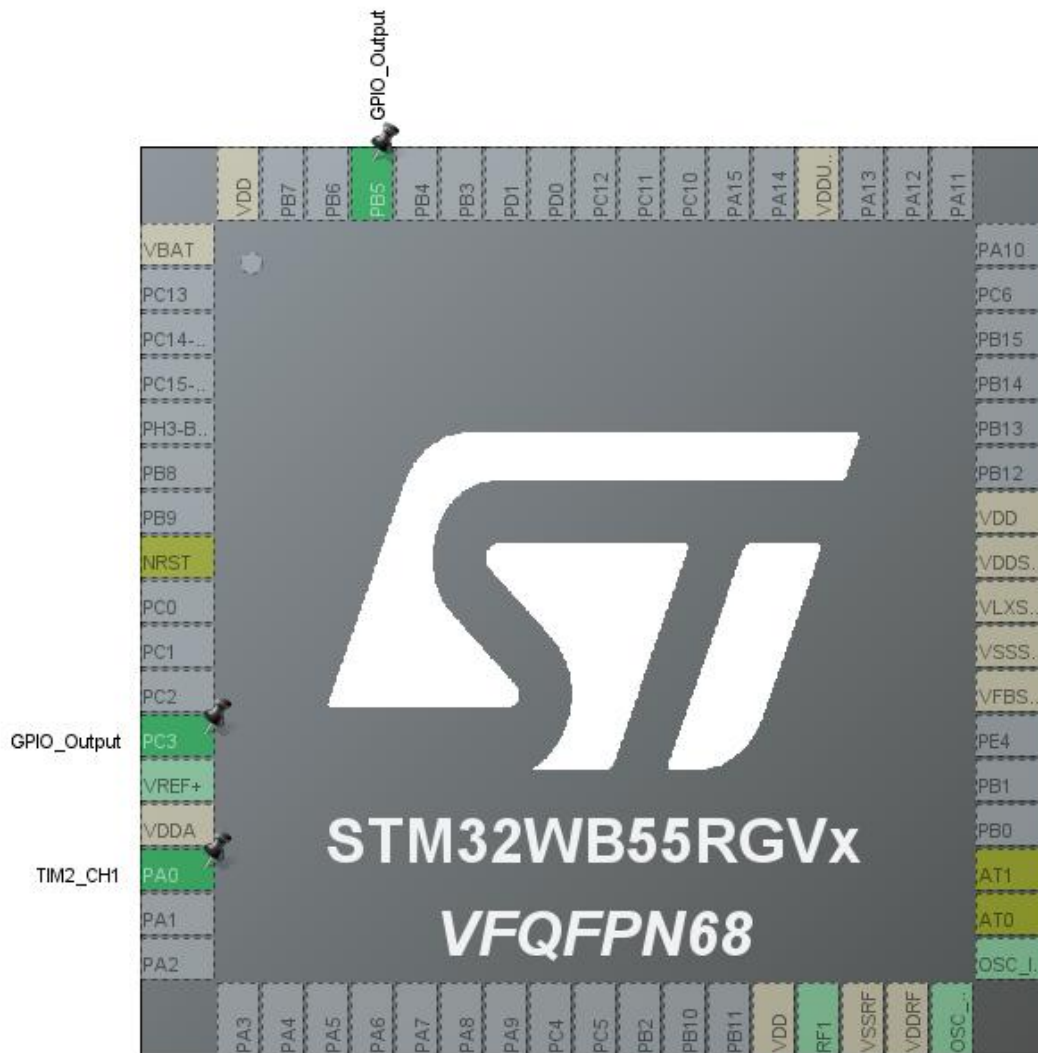 GPIO_Output
VDD
PB7
PB6
PB5
PB4
PB3
PD1
PD0
PC12
PC11
PC10
PA15
PA14
VDDU..
PA13
PA12
PA11
VBAT
PC13
PC14-..
PC15-..
PH3-B..
PB8
PB9
NRST
PC0
PC1
PC2
GPIO_Output PC3
VREF+
VDDA
TIM2_CH1 PA0
PA1
PA2
PA10
PC6
PB15
PB14
PB13
PB12
VDD
VDDS..
VLXS..
VSSS..
VFBS..
PE4
PB1
PB0
AT1
AT0
OSC_I..
STM32WB55RGVx
VFQFPN68
PA3
PA4
PA5
PA6
PA7
PA8
PA9
PC4
PC5
PB2
PB10
PB11
VDD
RF1
VSSRF
VDDRF
OSC_..